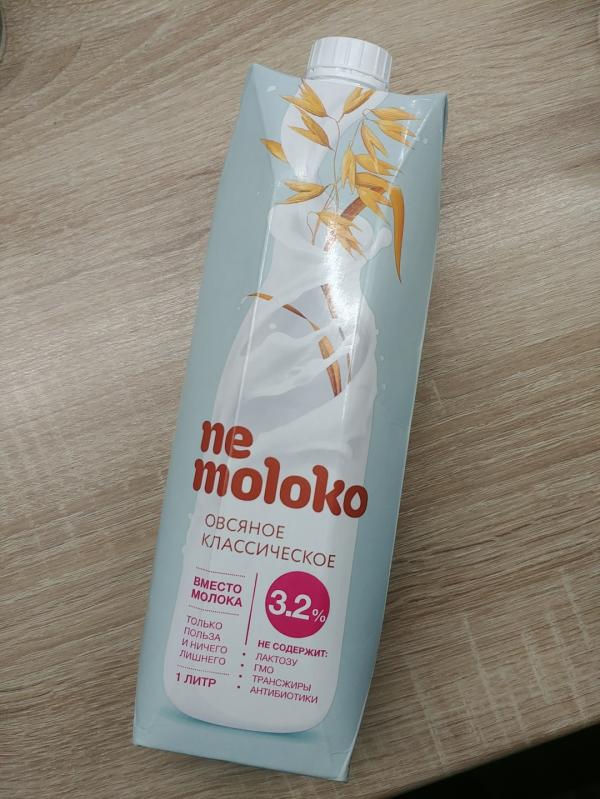 ne
moloko
ОВСЯНОЕ
КЛАССИЧЕСКОЕ
ВМЕСТО
МОЛОКА
ТОЛЬКО
ПОЛЬЗА
И НИЧЕГО
ЛИШНЕГО
1 ЛИТР
3.2%
НЕ СОДЕРЖИТ:
• ЛАКТОЗУ
• ГМО
• ТРАНСЖИРЫ
• АНТИБИОТИКИ